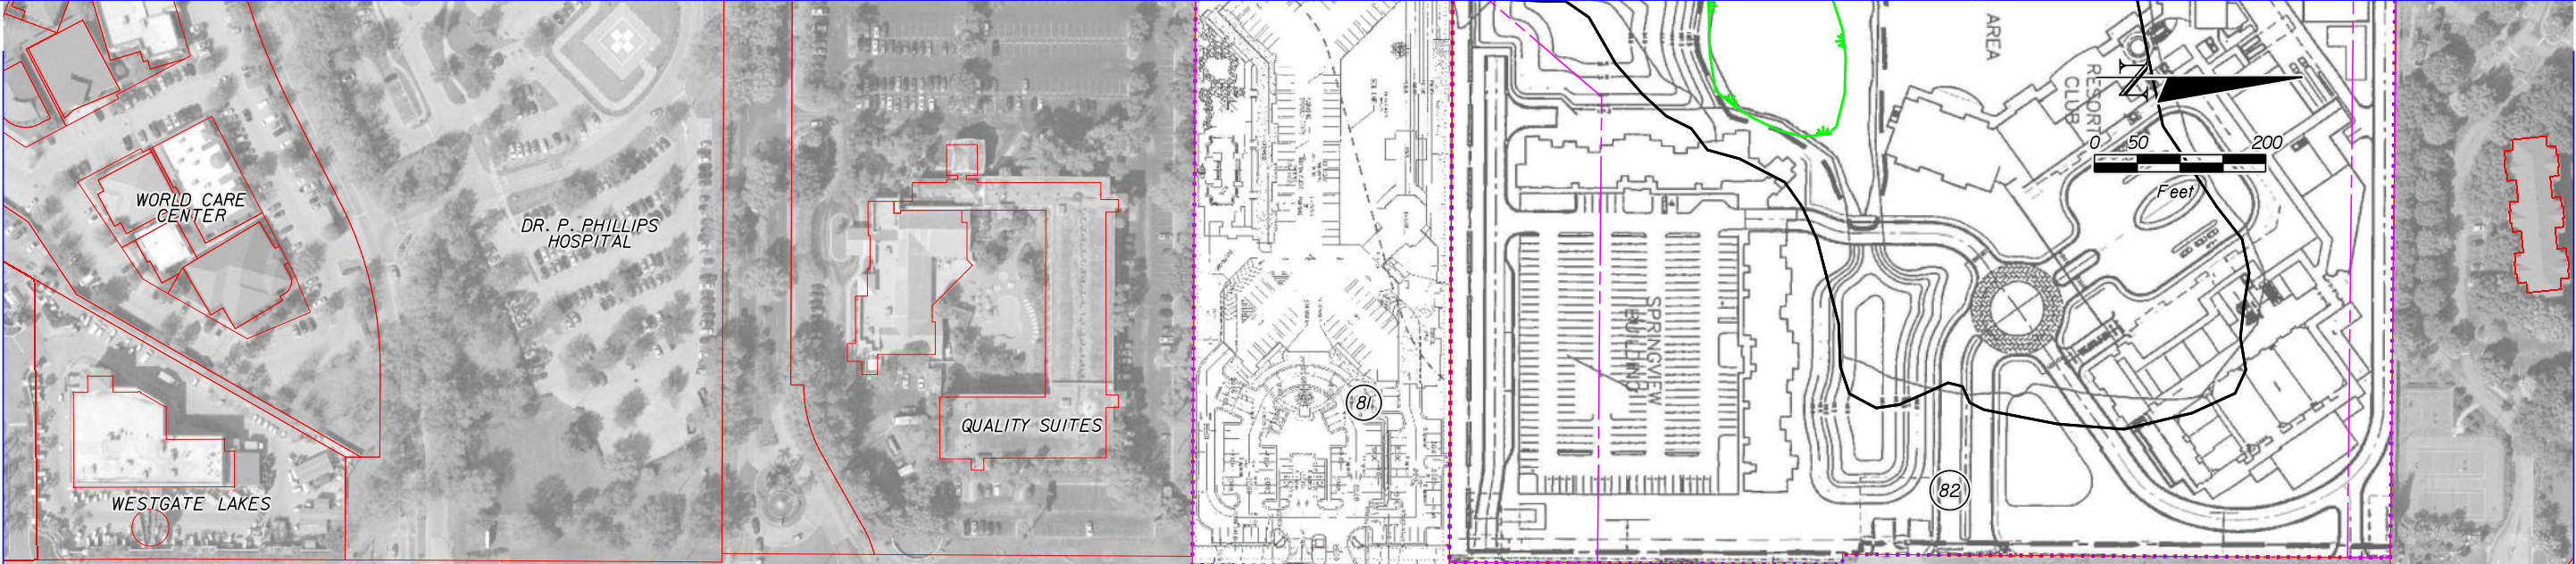 WORLD CARE
CENTER
DR. P. PHILLIPS
HOSPITAL
WESTGATE LAKES
QUALITY SUITES
81
SPRINGVIEW
BUILDING
82
AREA
RESORT
CLUB
N
0 50 200
Feet